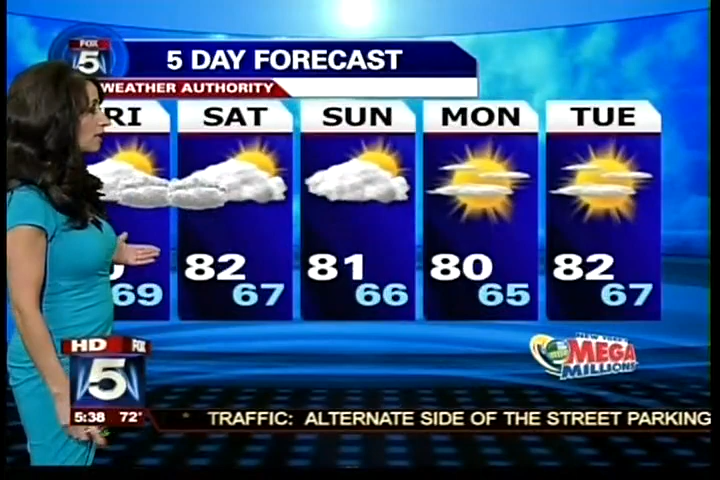 FOX
5
5 DAY FORECAST
WEATHER AUTHORITY
FRI SAT SUN MON TUE
82 81 80 82
69 67 66 65 67
NEW YORK
MEGA
MILLIONS
HD FOX
5
5:38 72°
TRAFFIC: ALTERNATE SIDE OF THE STREET PARKING